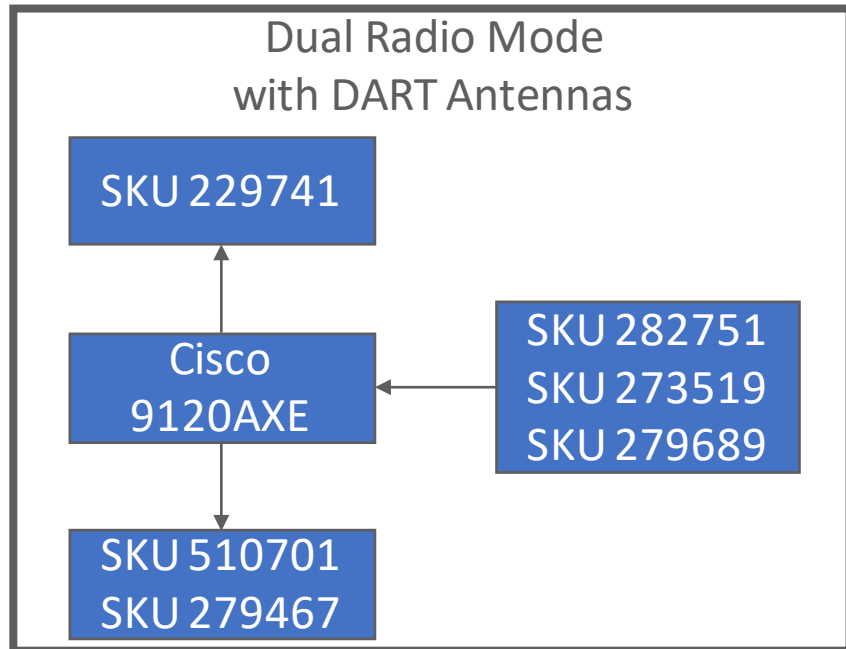 Dual Radio Mode
with DART Antennas
SKU 229741
Cisco
9120AXE
SKU 282751
SKU 273519
SKU 279689
SKU 510701
SKU 279467